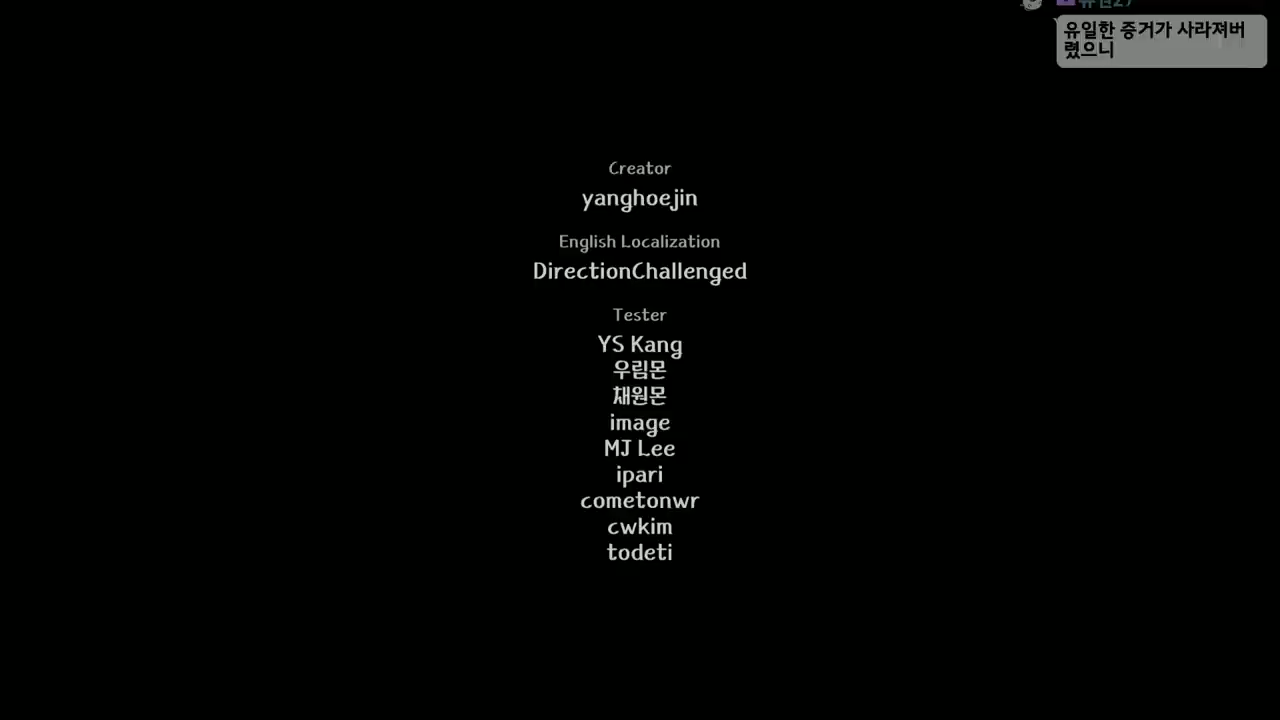 유일한 증거가 사라져버
렸으니
Creator
yanghoejin
English Localization
DirectionChallenged
Tester
YS Kang
우림몬
채원몬
image
MJ Lee
ipari
cometonwr
cwkim
todeti